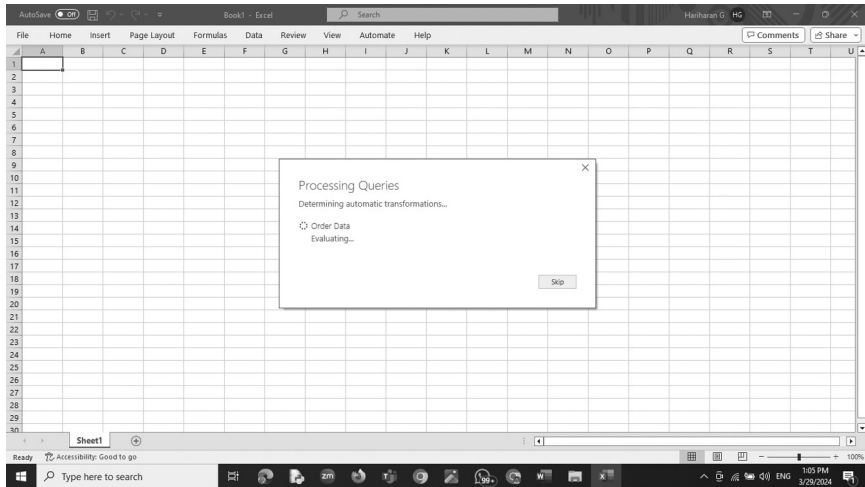 AutoSave Off Book1 - Excel Search Hariharan G HG
File Home Insert Page Layout Formulas Data Review View Automate Help Comments Share
A B C D E F G H I J K L M N O P Q R S T U
1
2
3
4
5
6
7
8
9
10
11
12
13
14
15
16
17
18
19
20
21
22
23
24
25
26
27
28
29
30
Processing Queries
Determining automatic transformations...
Order Data
Evaluating...
Skip
Sheet1
Ready Accessibility: Good to go 100%
Type here to search zm 99+ ENG 1:05 PM
3/29/2024